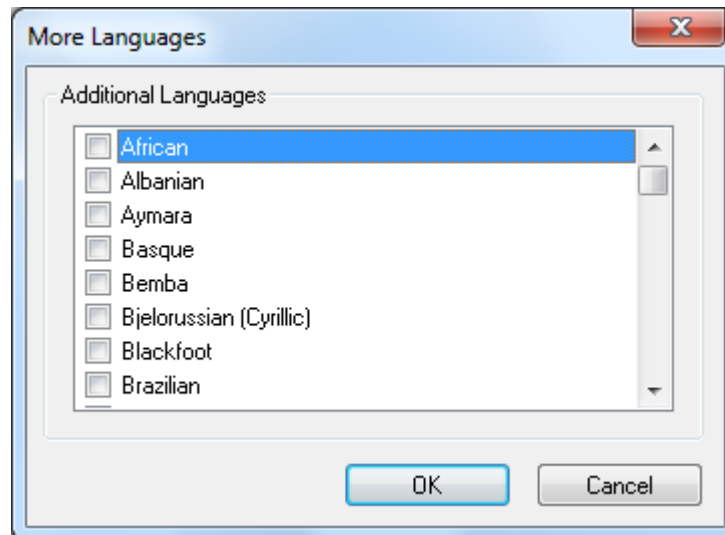 More Languages
Additional Languages
African
Albanian
Aymara
Basque
Bemba
Bjelorussian (Cyrillic)
Blackfoot
Brazilian
OK
Cancel